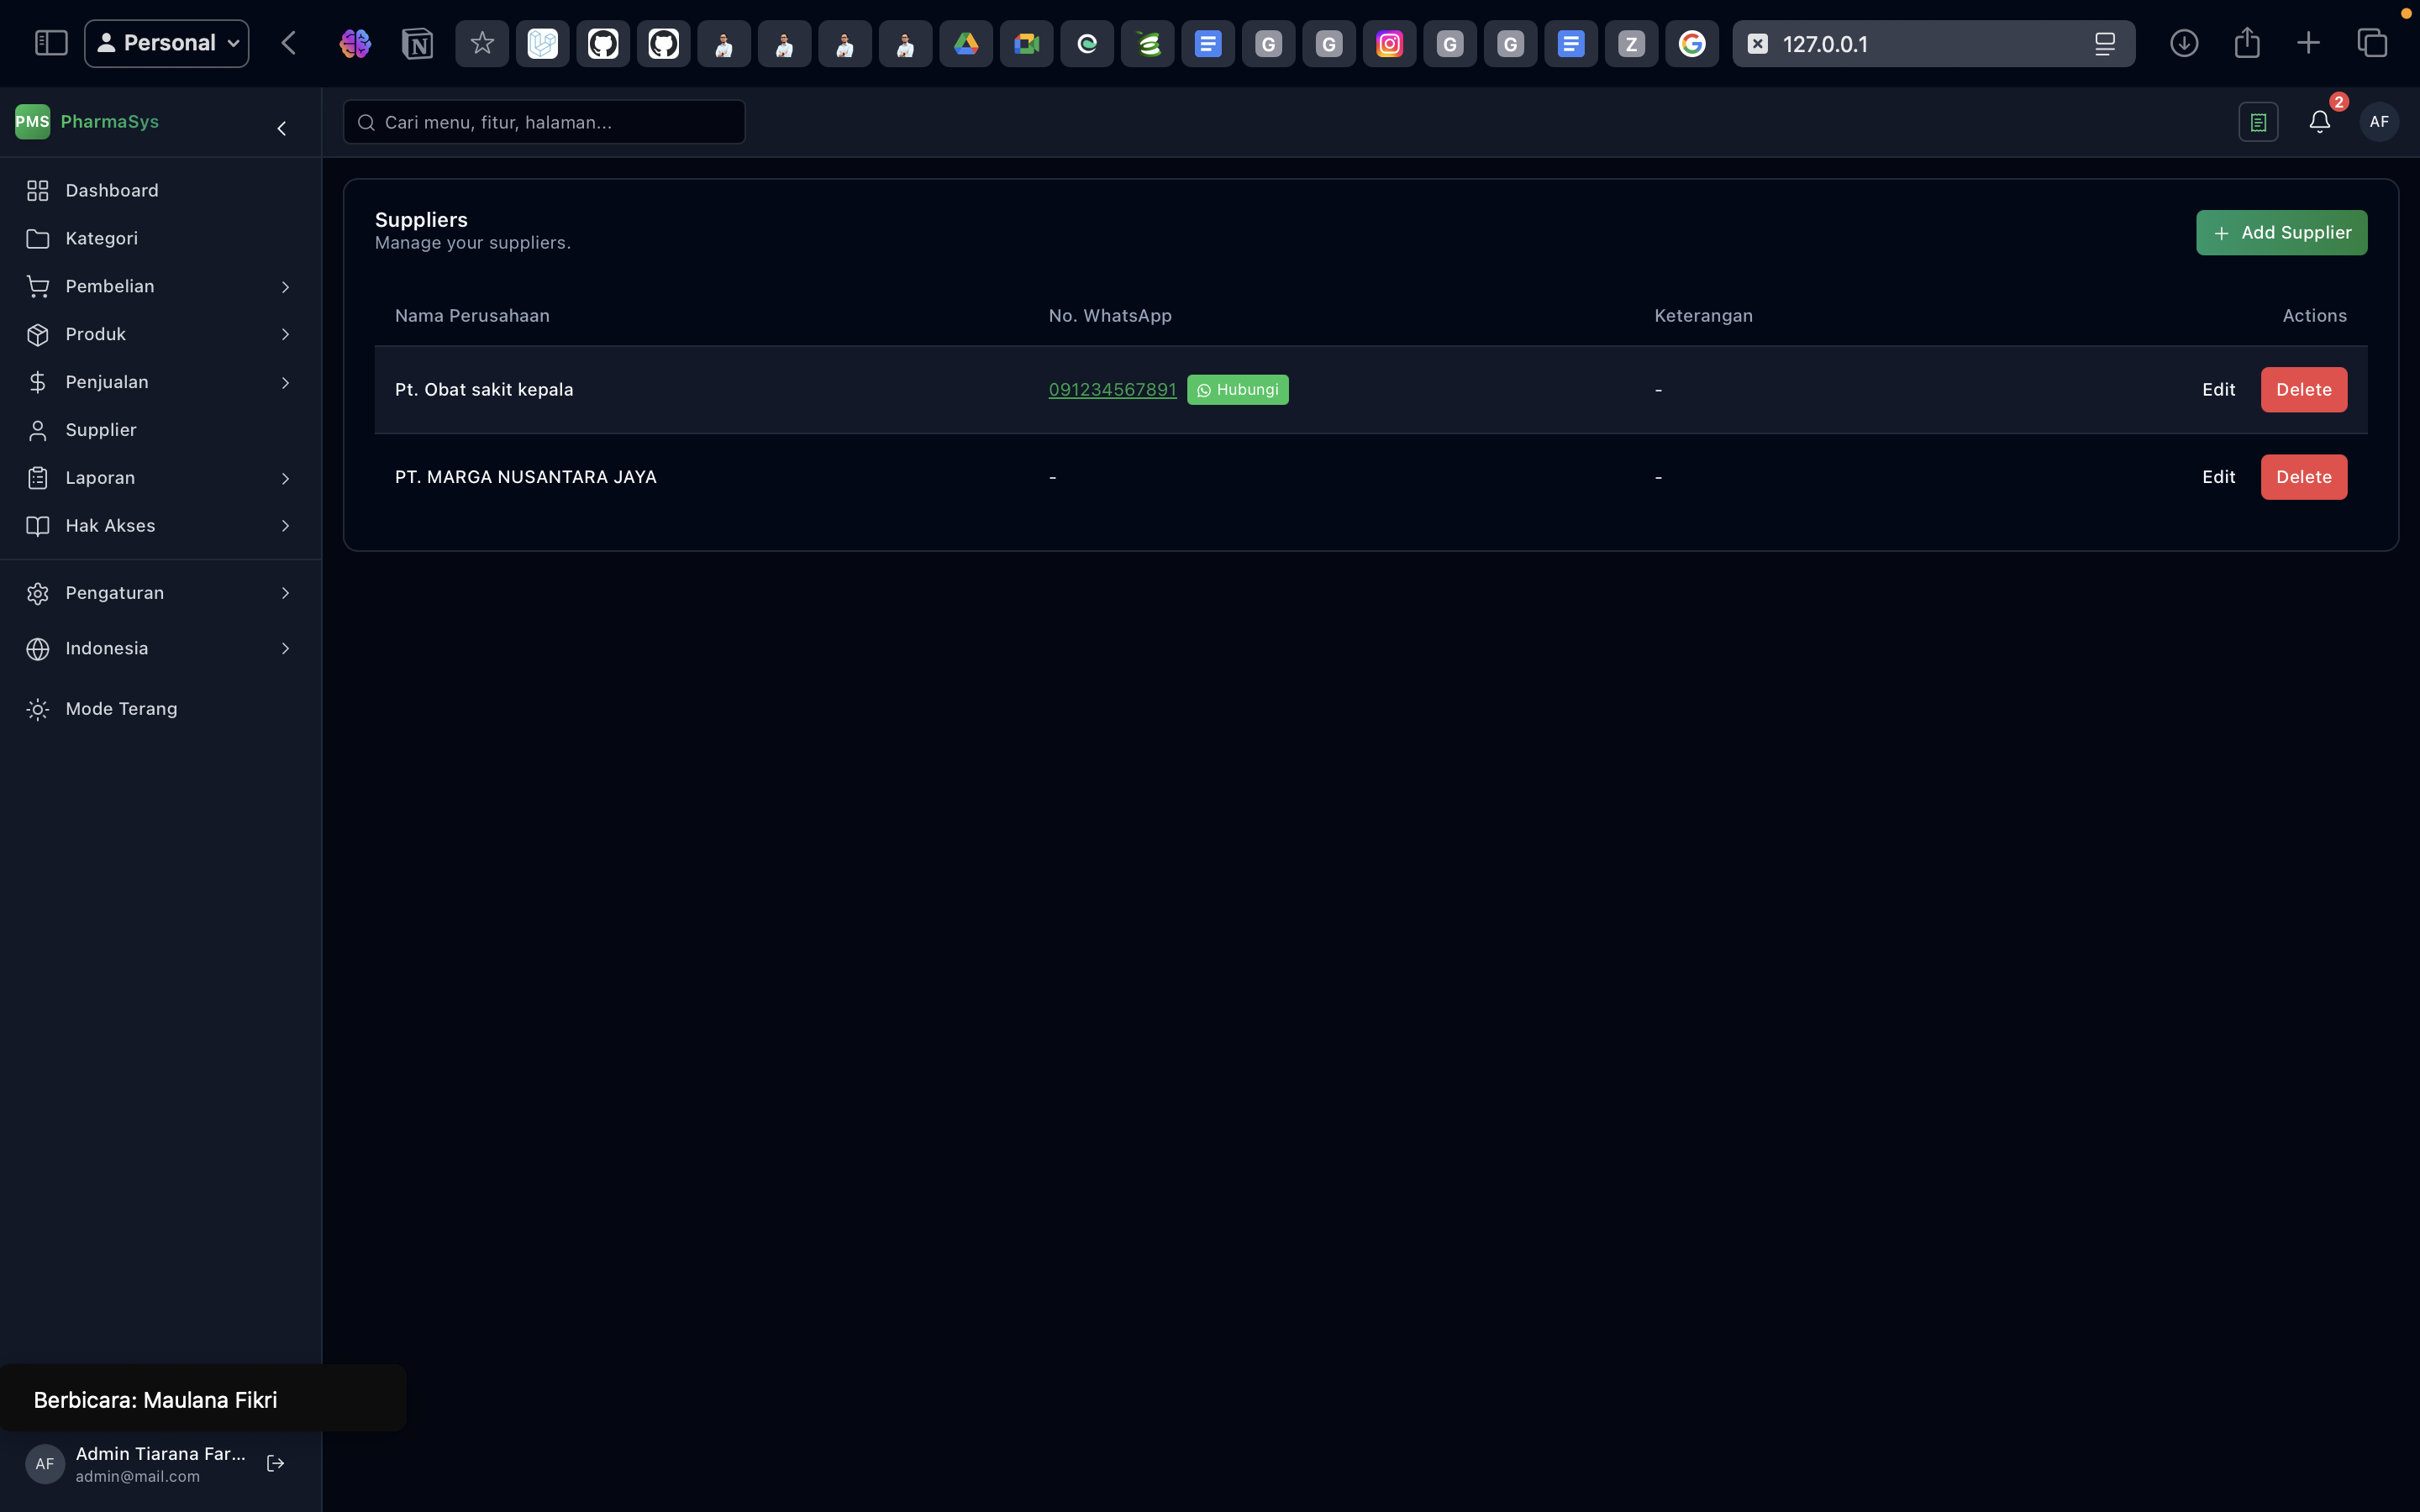 Personal
127.0.0.1
PMS PharmaSys
Cari menu, fitur, halaman...
2
AF
Dashboard
Kategori
Pembelian
Produk
Penjualan
Supplier
Laporan
Hak Akses
Pengaturan
Indonesia
Mode Terang
Suppliers
Manage your suppliers.
+ Add Supplier
Nama Perusahaan No. WhatsApp Keterangan Actions
Pt. Obat sakit kepala 091234567891 Hubungi - Edit Delete
PT. MARGA NUSANTARA JAYA - - Edit Delete
Berbicara: Maulana Fikri
AF
Admin Tiarana Far...
admin@mail.com